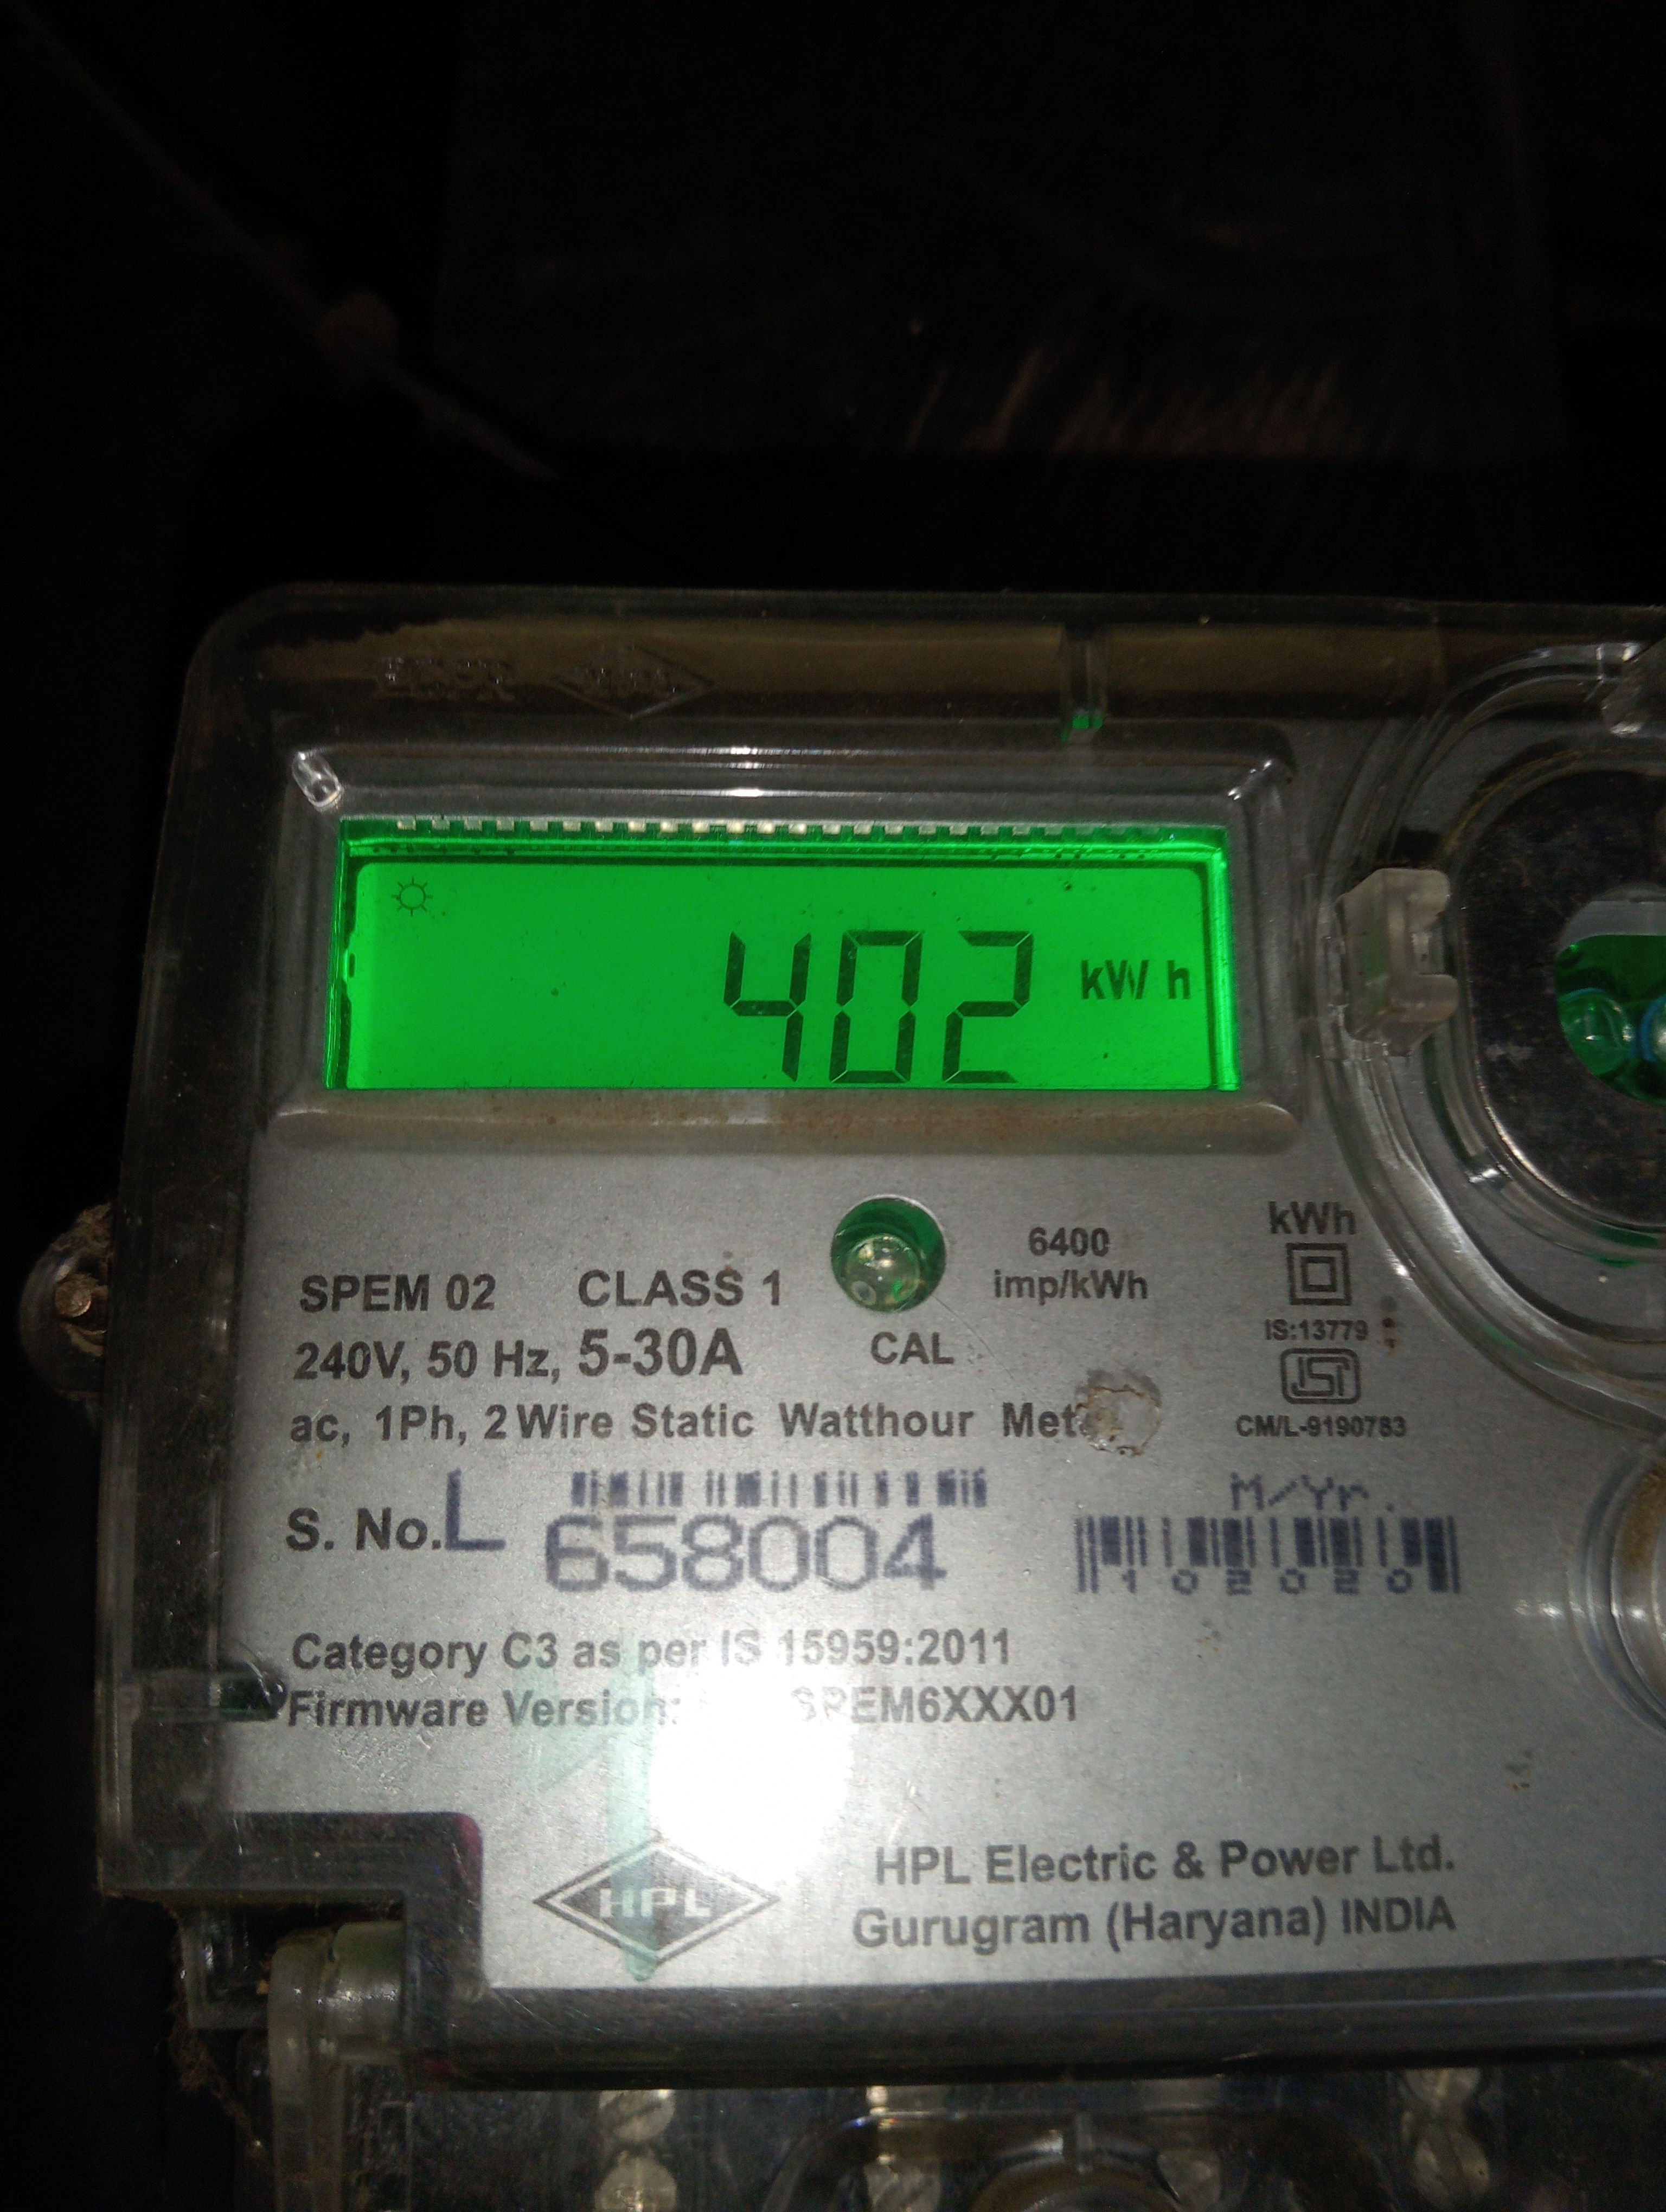 402 kW h
6400
imp/kWh
kWh
SPEM 02 CLASS 1
CAL
IS:13779
240V, 50 Hz, 5-30A
ISI
ac, 1Ph, 2 Wire Static Watthour
CM/L-9190783
M/Yr.
S. No. L 658004
102020
Category C3 as per IS 15959:2011
Firmware Version: SPEM6XXX01
HPL
HPL Electric & Power Ltd.
Gurugram (Haryana) INDIA